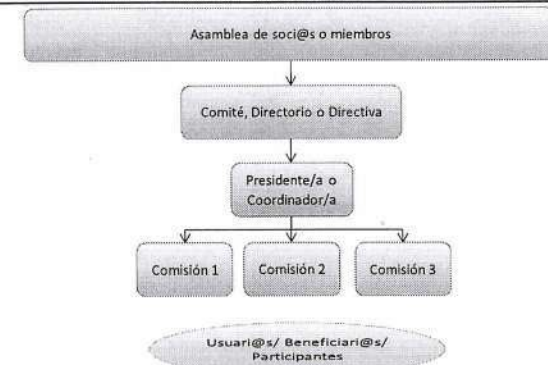 Asamblea de soci@s o miembros
Comité, Directorio o Directiva
Presidente/a o
Coordinador/a
Comisión 1
Comisión 2
Comisión 3
Usuari@s/ Beneficiari@s/
Participantes